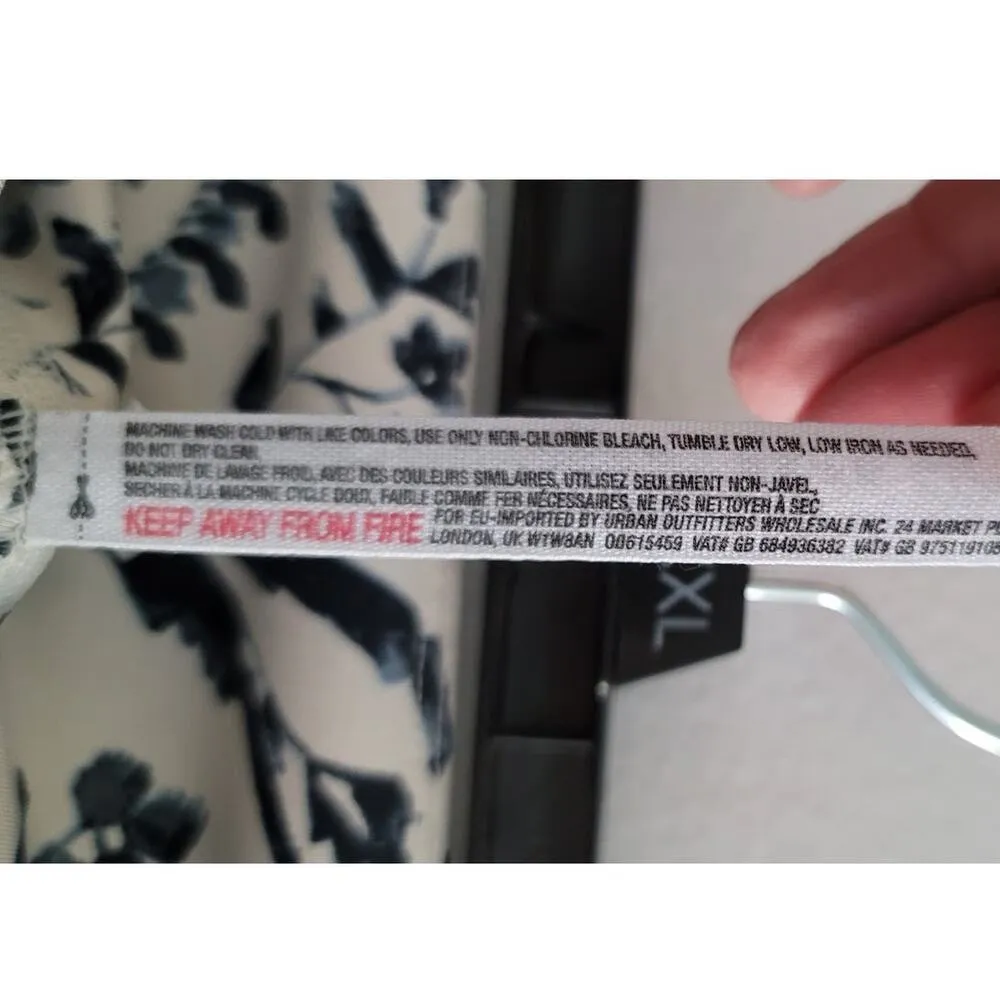 MACHINE WASH COLD WITH LIKE COLORS, USE ONLY NON-CHLORINE BLEACH, TUMBLE DRY LOW, LOW IRON AS NEEDED,
DO NOT DRY CLEAN.
MACHINE DE LAVAGE FROID, AVEC DES COULEURS SIMILAIRES, UTILISEZ SEULEMENT NON-JAVEL,
SECHER À LA MACHINE CYCLE DOUX, FAIBLE COMME FER NÉCESSAIRES, NE PAS NETTOYER À SEC
KEEP AWAY FROM FIRE
FOR EU-IMPORTED BY URBAN OUTFITTERS WHOLESALE INC. 24 MARKET
LONDON, UK W1W8AN 00615459 VAT# GB 684936382 VAT# GB
XL